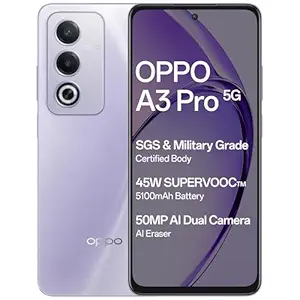 OPPO
A3 Pro 5G
SGS & Military Grade
Certified Body
45W SUPERVOOC™
5100mAh Battery
50MP AI Dual Camera
AI Eraser
oppo